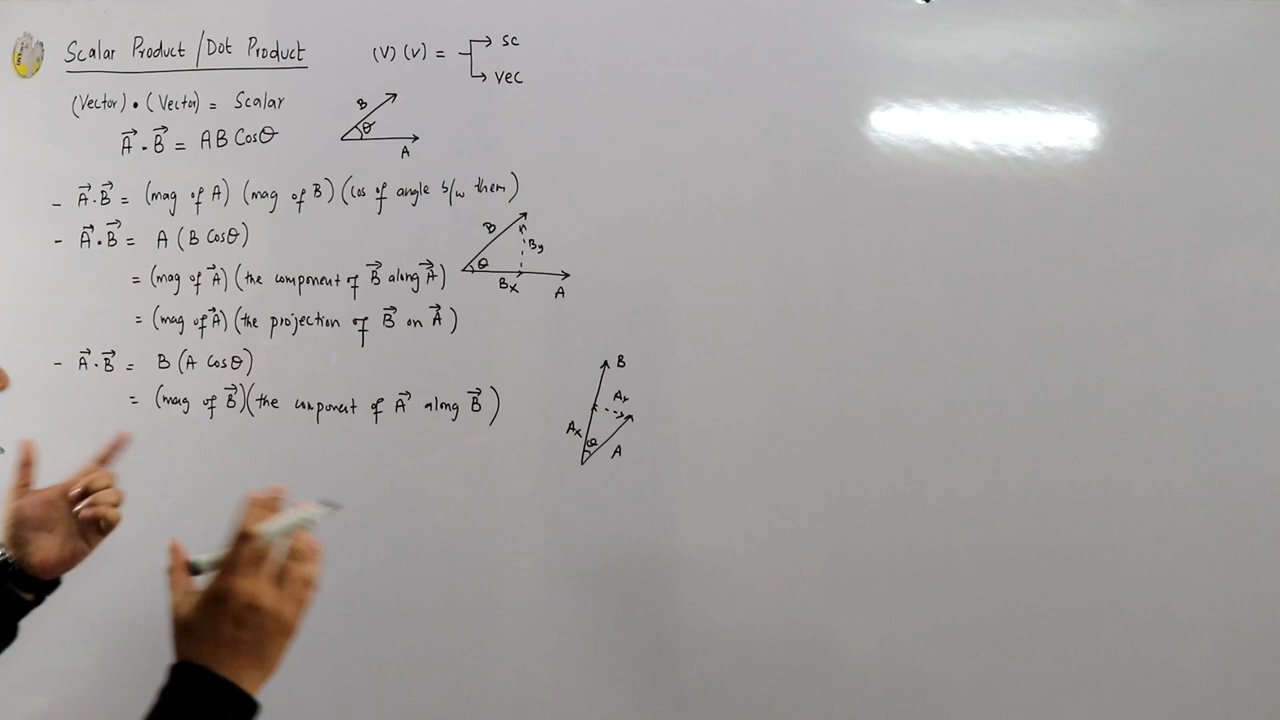 Scalar Product / Dot Product
(V) (V) = → SC
→ Vec
(Vector) • (Vector) = Scalar
A⃗ . B⃗ = AB Cosθ
B
θ
A
- A⃗.B⃗ = (mag of A) (mag of B) (Cos of angle b/w them)
- A⃗.B⃗ = A (B Cosθ)
B
By
θ
Bx
A
= (mag of A⃗) (the component of B⃗ along A⃗)
= (mag of A⃗) (the projection of B⃗ on A⃗)
- A⃗.B⃗ = B (A Cosθ)
= (mag of B⃗) (the component of A⃗ along B⃗)
B
Ax
θ
A